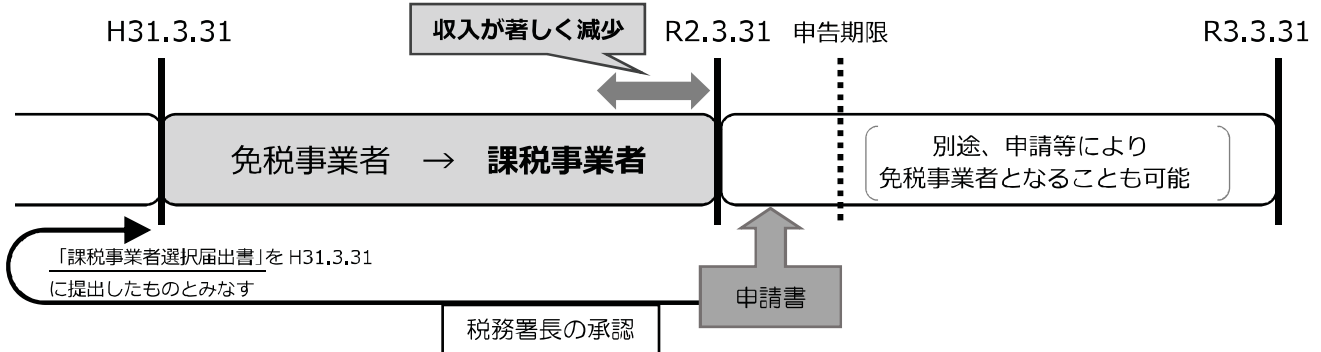 収入が著しく減少
H31.3.31
R2.3.31
申告期限
R3.3.31
免税事業者 → 課税事業者
別途、申請等により
免税事業者となることも可能
「課税事業者選択届出書」を H31.3.31
に提出したものとみなす
申請書
税務署長の承認